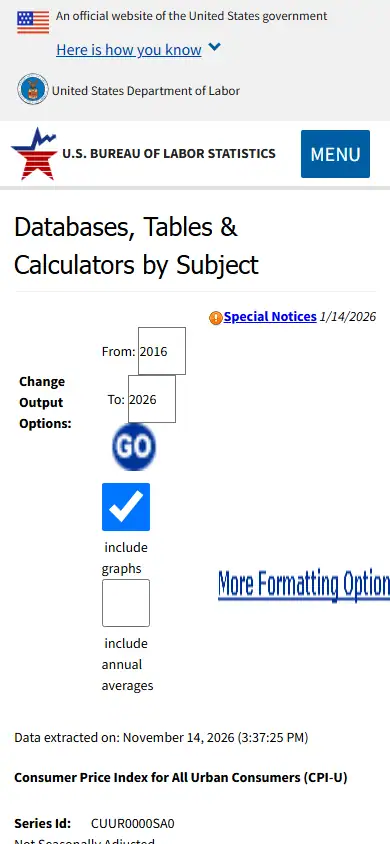 An official website of the United States government
Here is how you know
United States Department of Labor
U.S. BUREAU OF LABOR STATISTICS
MENU
Databases, Tables &
Calculators by Subject
Special Notices 1/14/2026
From: 2016
Change
Output
Options:
To: 2026
GO
include
graphs
More Formatting Option
include
annual
averages
Data extracted on: November 14, 2026 (3:37:25 PM)
Consumer Price Index for All Urban Consumers (CPI-U)
Series Id: CUUR0000SA0
Not Seasonally Adjusted